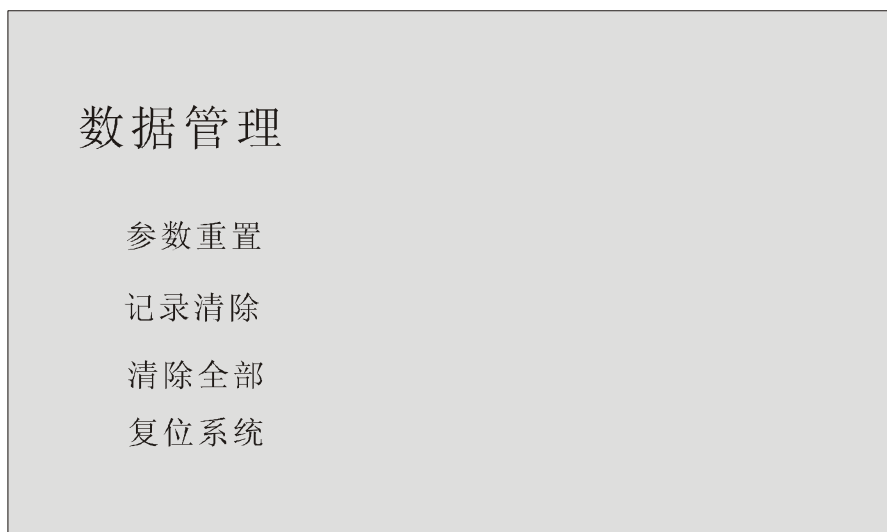 数据管理
参数重置
记录清除
清除全部
复位系统